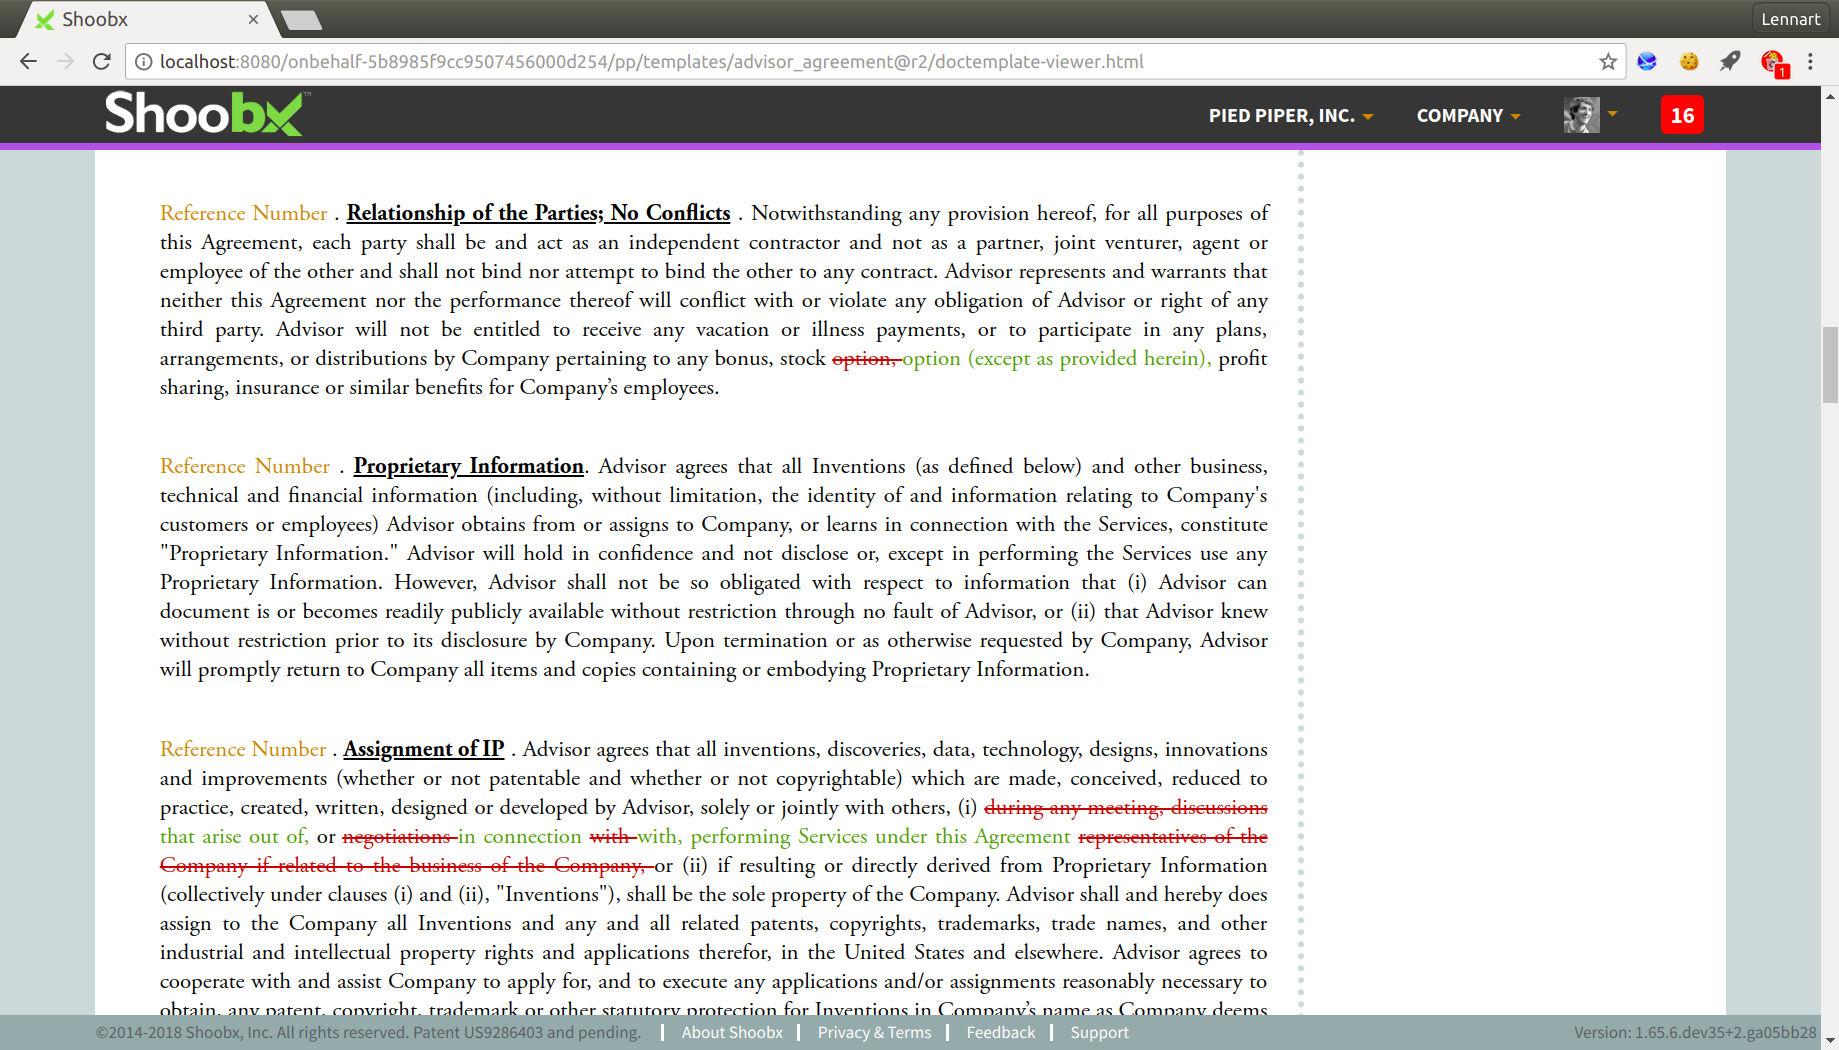 Shoobx
Lennart
localhost:8080/onbehalf-5b8985f9cc9507456000d254/pp/templates/advisor_agreement@r2/doctemplate-viewer.html
1
Shoobx™
PIED PIPER, INC.
COMPANY
16
Reference Number . Relationship of the Parties; No Conflicts . Notwithstanding any provision hereof, for all purposes of
this Agreement, each party shall be and act as an independent contractor and not as a partner, joint venturer, agent or
employee of the other and shall not bind nor attempt to bind the other to any contract. Advisor represents and warrants that
neither this Agreement nor the performance thereof will conflict with or violate any obligation of Advisor or right of any
third party. Advisor will not be entitled to receive any vacation or illness payments, or to participate in any plans,
arrangements, or distributions by Company pertaining to any bonus, stock option, option (except as provided herein), profit
sharing, insurance or similar benefits for Company’s employees.
Reference Number . Proprietary Information. Advisor agrees that all Inventions (as defined below) and other business,
technical and financial information (including, without limitation, the identity of and information relating to Company's
customers or employees) Advisor obtains from or assigns to Company, or learns in connection with the Services, constitute
"Proprietary Information." Advisor will hold in confidence and not disclose or, except in performing the Services use any
Proprietary Information. However, Advisor shall not be so obligated with respect to information that (i) Advisor can
document is or becomes readily publicly available without restriction through no fault of Advisor, or (ii) that Advisor knew
without restriction prior to its disclosure by Company. Upon termination or as otherwise requested by Company, Advisor
will promptly return to Company all items and copies containing or embodying Proprietary Information.
Reference Number . Assignment of IP . Advisor agrees that all inventions, discoveries, data, technology, designs, innovations
and improvements (whether or not patentable and whether or not copyrightable) which are made, conceived, reduced to
practice, created, written, designed or developed by Advisor, solely or jointly with others, (i) during any meeting, discussions
that arise out of, or negotiations in connection with with, performing Services under this Agreement representatives of the
Company if related to the business of the Company, or (ii) if resulting or directly derived from Proprietary Information
(collectively under clauses (i) and (ii), "Inventions"), shall be the sole property of the Company. Advisor shall and hereby does
assign to the Company all Inventions and any and all related patents, copyrights, trademarks, trade names, and other
industrial and intellectual property rights and applications therefor, in the United States and elsewhere. Advisor agrees to
cooperate with and assist Company to apply for, and to execute any applications and/or assignments reasonably necessary to
obtain, any patent, copyright, trademark or other statutory protection for Inventions in Company’s name as Company deems
©2014-2018 Shoobx, Inc. All rights reserved. Patent US9286403 and pending. | About Shoobx | Privacy & Terms | Feedback | Support
Version: 1.65.6.dev35+2.ga05bb28